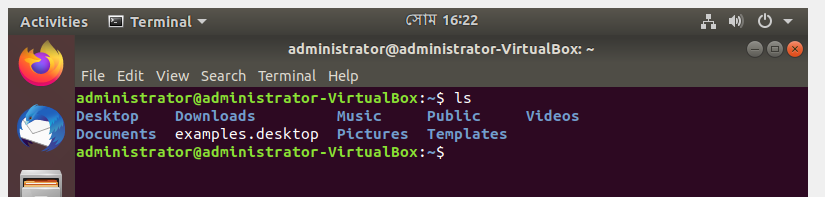 Activities Terminal সোম 16:22
administrator@administrator-VirtualBox: ~
File Edit View Search Terminal Help
administrator@administrator-VirtualBox:~$ ls
Desktop Downloads Music Public Videos
Documents examples.desktop Pictures Templates
administrator@administrator-VirtualBox:~$